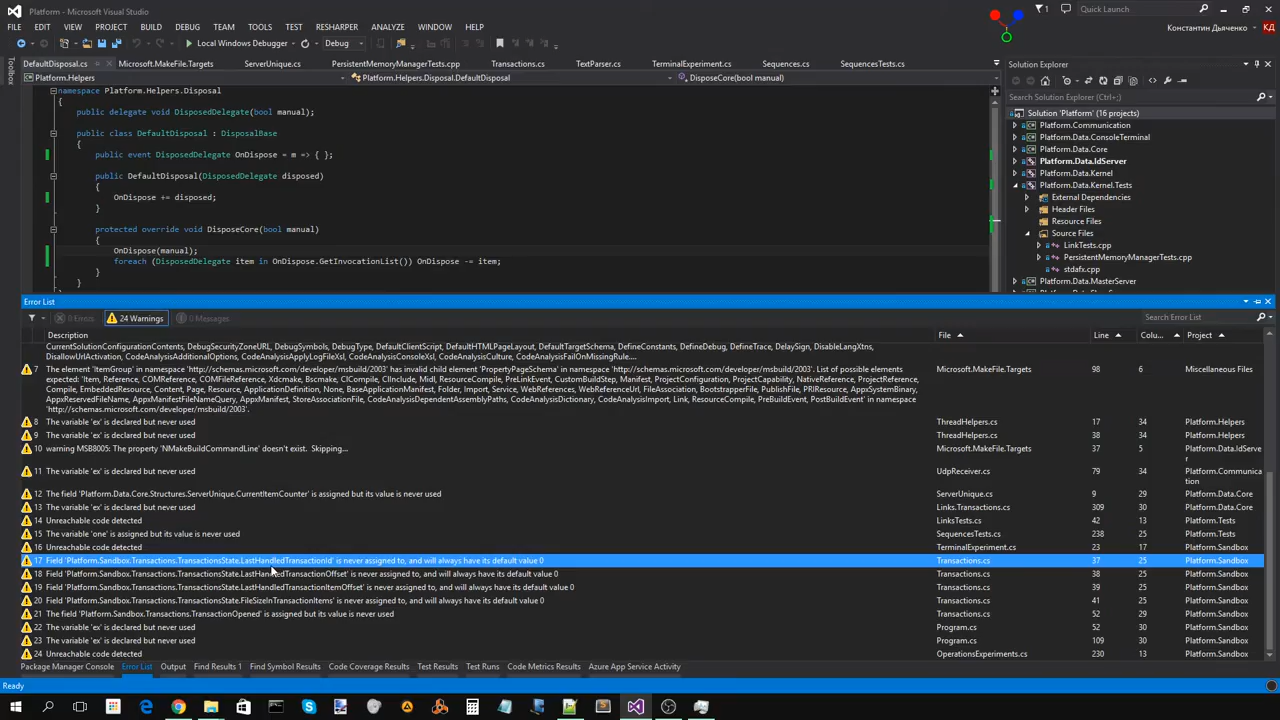 Platform - Microsoft Visual Studio
1
Quick Launch (Ctrl+Q)
FILE EDIT VIEW PROJECT BUILD DEBUG TEAM TOOLS TEST RESHARPER ANALYZE WINDOW HELP
Константин Дьяченко КД
Local Windows Debugger Debug
Toolbox
DefaultDisposal.cs Microsoft.MakeFile.Targets ServerUnique.cs PersistentMemoryManagerTests.cpp Transactions.cs TextParser.cs TerminalExperiment.cs Sequences.cs SequencesTests.cs
Platform.Helpers Platform.Helpers.Disposal.DefaultDisposal DisposeCore(bool manual)
namespace Platform.Helpers.Disposal
{
public delegate void DisposedDelegate(bool manual);
public class DefaultDisposal : DisposalBase
{
public event DisposedDelegate OnDispose = m => { };
public DefaultDisposal(DisposedDelegate disposed)
{
OnDispose += disposed;
}
protected override void DisposeCore(bool manual)
{
OnDispose(manual);
foreach (DisposedDelegate item in OnDispose.GetInvocationList()) OnDispose -= item;
}
}
Solution Explorer
Search Solution Explorer (Ctrl+;)
Solution 'Platform' (16 projects)
Platform.Communication
Platform.Data.ConsoleTerminal
Platform.Data.Core
Platform.Data.IdServer
Platform.Data.Kernel
Platform.Data.Kernel.Tests
External Dependencies
Header Files
Resource Files
Source Files
LinkTests.cpp
PersistentMemoryManagerTests.cpp
stdafx.cpp
Platform.Data.MasterServer
Error List
0 Errors 24 Warnings 0 Messages Search Error List
Description File Line Colu... Project
CurrentSolutionConfigurationContents, DebugSecurityZoneURL, DebugSymbols, DebugType, DefaultClientScript, DefaultHTMLPageLayout, DefaultTargetSchema, DefineConstants, DefineDebug, DefineTrace, DelaySign, DisableLangXtns,
DisallowUrlActivation, CodeAnalysisAdditionalOptions, CodeAnalysisApplyLogFileXsl, CodeAnalysisConsoleXsl, CodeAnalysisCulture, CodeAnalysisFailOnMissingRule....
7 The element 'ItemGroup' in namespace 'http://schemas.microsoft.com/developer/msbuild/2003' has invalid child element 'PropertyPageSchema' in namespace 'http://schemas.microsoft.com/developer/msbuild/2003'. List of possible elements Microsoft.MakeFile.Targets 98 6 Miscellaneous Files
expected: 'Item, Reference, COMReference, COMFileReference, Xdcmake, Bscmake, ClCompile, ClInclude, Midl, ResourceCompile, PreLinkEvent, CustomBuildStep, Manifest, ProjectConfiguration, ProjectCapability, NativeReference, ProjectReference,
Compile, EmbeddedResource, Content, Page, Resource, ApplicationDefinition, None, BaseApplicationManifest, Folder, Import, Service, WebReferences, WebReferenceUrl, FileAssociation, BootstrapperFile, PublishFile, PRIResource, AppxSystemBinary,
AppxReservedFileName, AppxManifestFileNameQuery, AppxManifest, StoreAssociationFile, CodeAnalysisDependentAssemblyPaths, CodeAnalysisDictionary, CodeAnalysisImport, Link, ResourceCompile, PreBuildEvent, PostBuildEvent' in namespace
'http://schemas.microsoft.com/developer/msbuild/2003'.
8 The variable 'ex' is declared but never used ThreadHelpers.cs 17 34 Platform.Helpers
9 The variable 'ex' is declared but never used ThreadHelpers.cs 38 34 Platform.Helpers
10 warning MSB8005: The property 'NMakeBuildCommandLine' doesn't exist. Skipping... Microsoft.MakeFile.Targets 37 5 Platform.Data.IdServe
r
11 The variable 'ex' is declared but never used UdpReceiver.cs 79 34 Platform.Communica
tion
12 The field 'Platform.Data.Core.Structures.ServerUnique.CurrentItemCounter' is assigned but its value is never used ServerUnique.cs 9 29 Platform.Data.Core
13 The variable 'ex' is declared but never used Links.Transactions.cs 309 30 Platform.Data.Core
14 Unreachable code detected LinksTests.cs 42 13 Platform.Tests
15 The variable 'one' is assigned but its value is never used SequencesTests.cs 238 25 Platform.Tests
16 Unreachable code detected TerminalExperiment.cs 23 17 Platform.Sandbox
17 Field 'Platform.Sandbox.Transactions.TransactionsState.LastHandledTransactionId' is never assigned to, and will always have its default value 0 Transactions.cs 37 25 Platform.Sandbox
18 Field 'Platform.Sandbox.Transactions.TransactionsState.LastHandledTransactionOffset' is never assigned to, and will always have its default value 0 Transactions.cs 38 25 Platform.Sandbox
19 Field 'Platform.Sandbox.Transactions.TransactionsState.LastHandledTransactionItemOffset' is never assigned to, and will always have its default value 0 Transactions.cs 39 25 Platform.Sandbox
20 Field 'Platform.Sandbox.Transactions.TransactionsState.FileSizeInTransactionItems' is never assigned to, and will always have its default value 0 Transactions.cs 41 25 Platform.Sandbox
21 The field 'Platform.Sandbox.Transactions.TransactionOpened' is assigned but its value is never used Transactions.cs 52 29 Platform.Sandbox
22 The variable 'ex' is declared but never used Program.cs 52 30 Platform.Sandbox
23 The variable 'ex' is declared but never used Program.cs 109 30 Platform.Sandbox
24 Unreachable code detected OperationsExperiments.cs 230 13 Platform.Sandbox
Package Manager Console Error List Output Find Results 1 Find Symbol Results Code Coverage Results Test Results Test Runs Code Metrics Results Azure App Service Activity
Ready